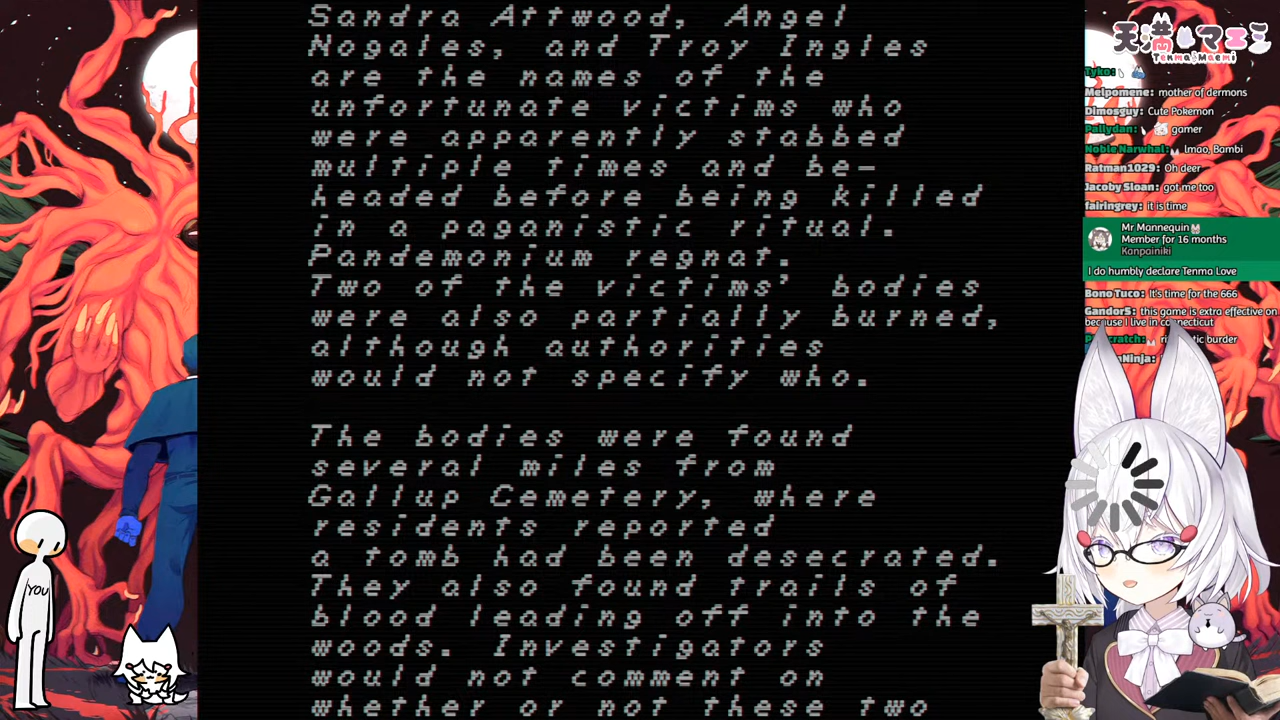 Sandra Attwood, Angel
Nogales, and Troy Ingles
are the names of the
unfortunate victims who
were apparently stabbed
multiple times and be-
headed before being killed
in a paganistic ritual.
Pandemonium regnat.
Two of the victims' bodies
were also partially burned,
although authorities
would not specify who.
The bodies were found
several miles from
Gallup Cemetery, where
residents reported
a tomb had been desecrated.
They also found trails of
blood leading off into the
woods. Investigators
would not comment on
whether or not these two
YOU
天満マエミ
Tenma Maemi
Tyko:
Melpomene: mother of dermons
Dimosguy: Cute Pokemon
Pallydan: gamer
Noble Narwhal: lmao, Bambi
Ratman1029: Oh deer
Jacoby Sloan: got me too
fairingrey: it is time
Mr Mannequin
Member for 16 months
Kanpainiki
I do humbly declare Tenma Love
Bono Tuco: It's time for the 666
GandorS: this game is extra effective on
because I live in connecticut
burder